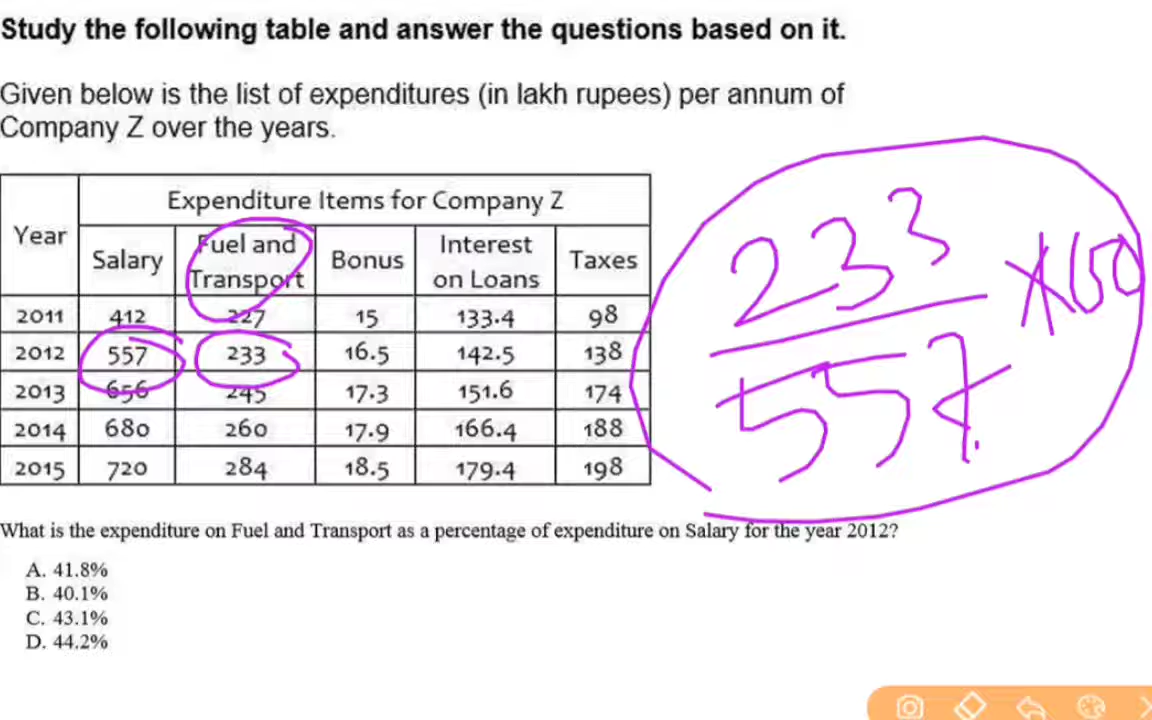 Study the following table and answer the questions based on it.
Given below is the list of expenditures (in lakh rupees) per annum of
Company Z over the years.
Year Expenditure Items for Company Z
Salary Fuel and Transport Bonus Interest on Loans Taxes
2011 412 227 15 133.4 98
2012 557 233 16.5 142.5 138
2013 656 245 17.3 151.6 174
2014 680 260 17.9 166.4 188
2015 720 284 18.5 179.4 198
233
557
×100
What is the expenditure on Fuel and Transport as a percentage of expenditure on Salary for the year 2012?
A. 41.8%
B. 40.1%
C. 43.1%
D. 44.2%